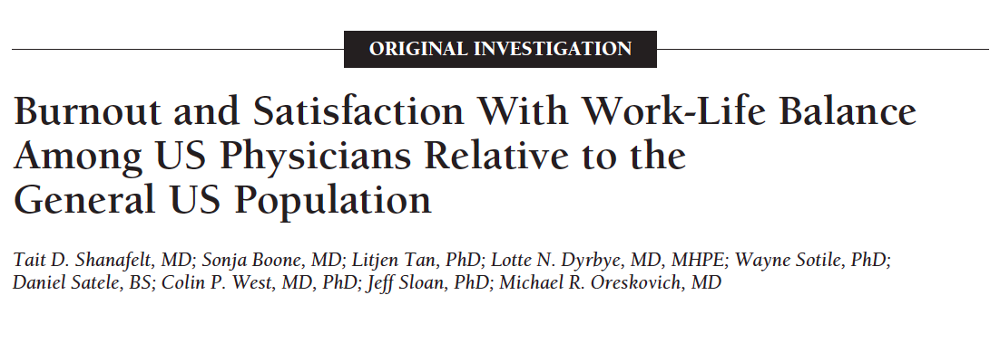 ORIGINAL INVESTIGATION
Burnout and Satisfaction With Work-Life Balance
Among US Physicians Relative to the
General US Population
Tait D. Shanafelt, MD; Sonja Boone, MD; Litjen Tan, PhD; Lotte N. Dyrbye, MD, MHPE; Wayne Sotile, PhD;
Daniel Satele, BS; Colin P. West, MD, PhD; Jeff Sloan, PhD; Michael R. Oreskovich, MD